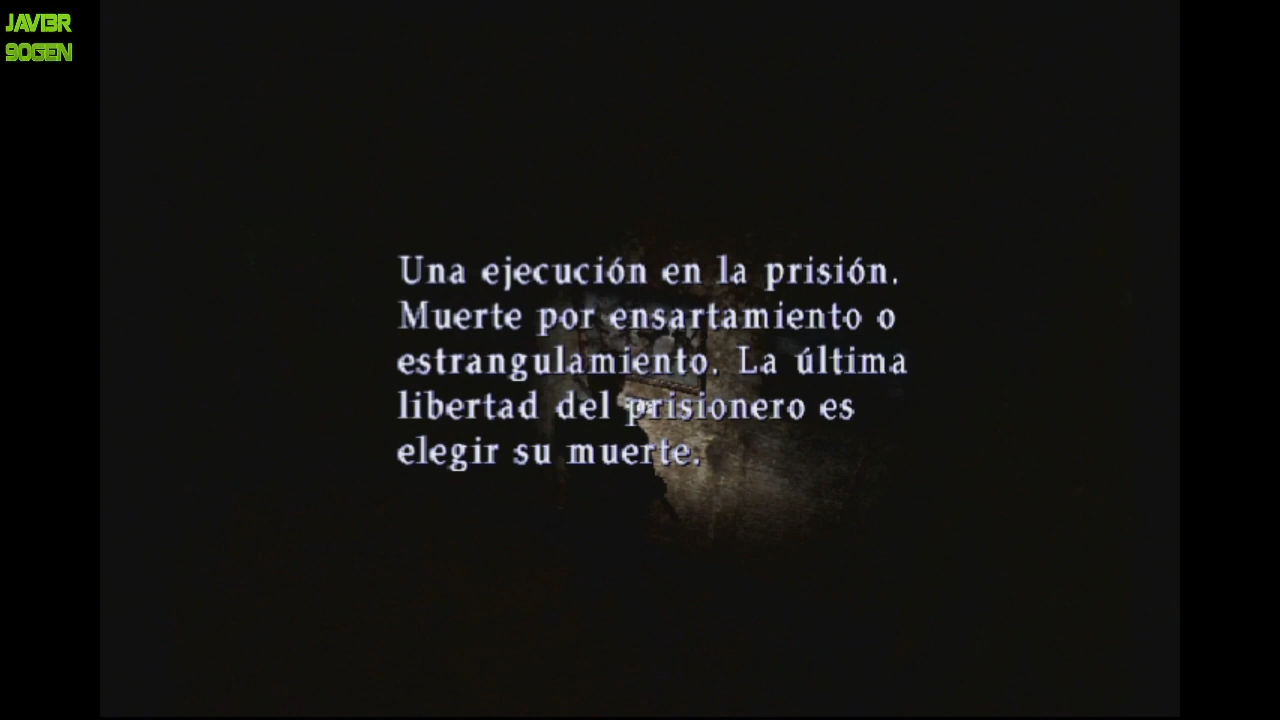 JAVI3R
90GEN
Una ejecución en la prisión.
Muerte por ensartamiento o
estrangulamiento. La última
libertad del prisionero es
elegir su muerte.